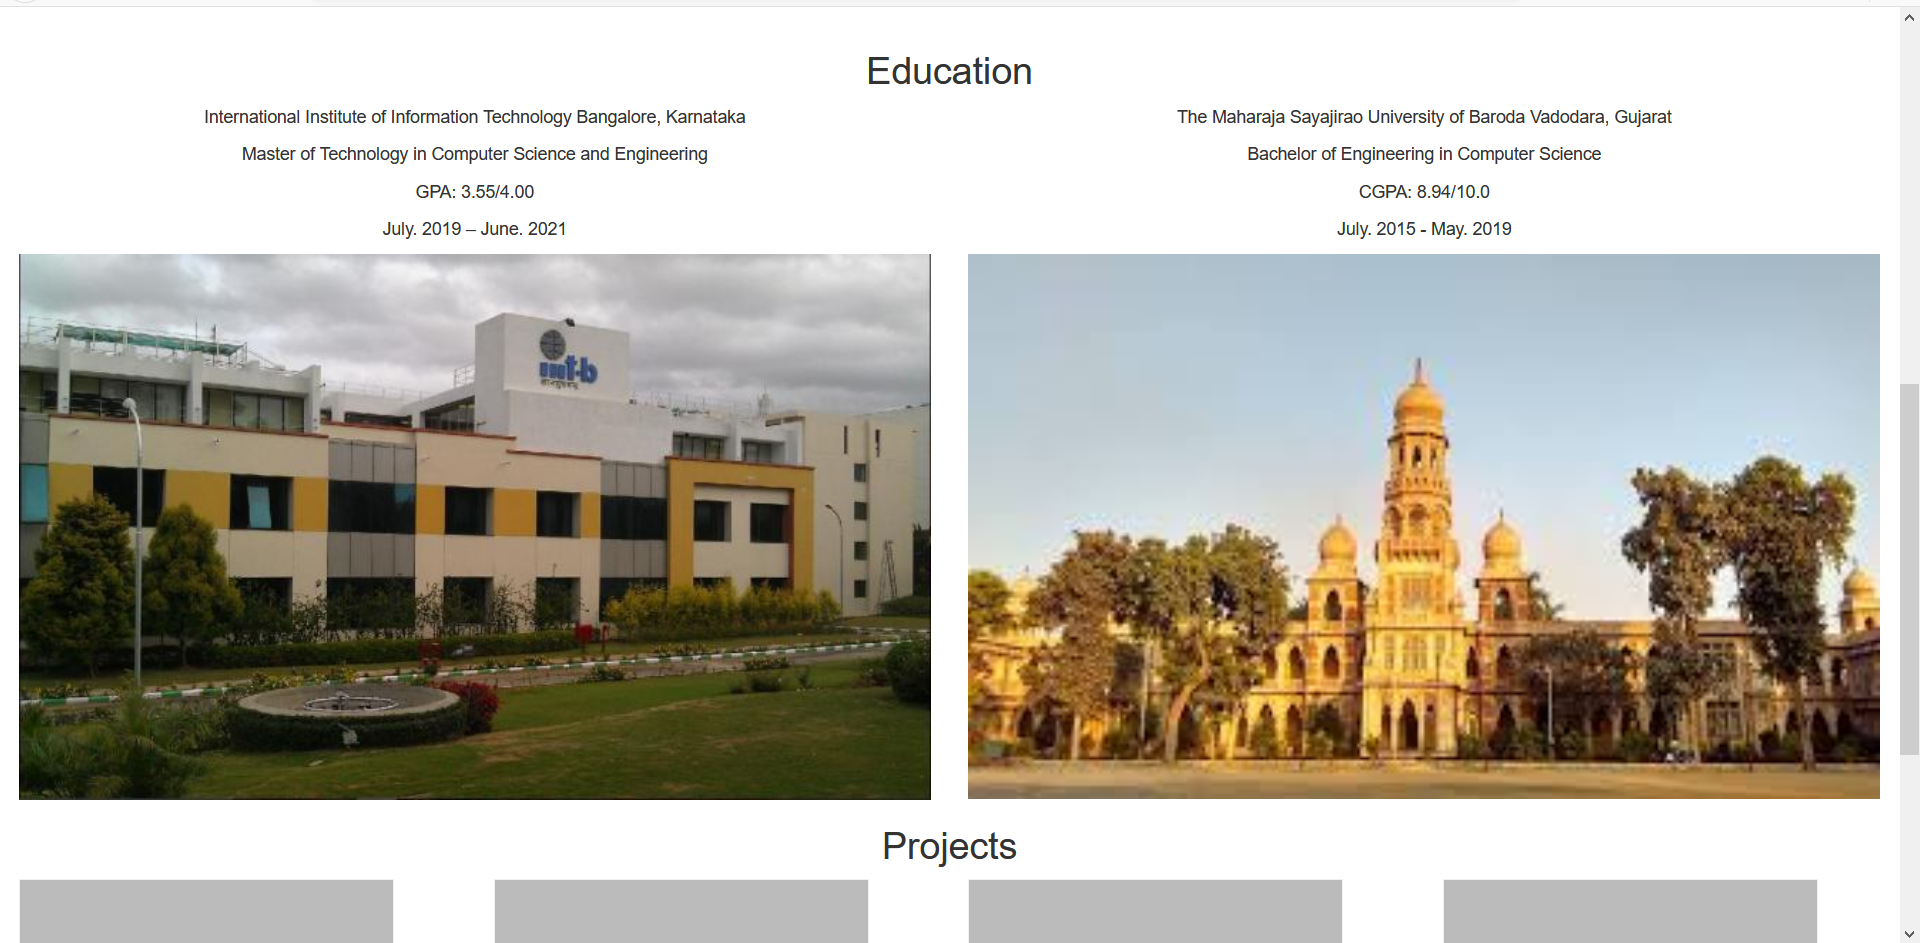 Education
International Institute of Information Technology Bangalore, Karnataka
Master of Technology in Computer Science and Engineering
GPA: 3.55/4.00
July. 2019 – June. 2021
The Maharaja Sayajirao University of Baroda Vadodara, Gujarat
Bachelor of Engineering in Computer Science
CGPA: 8.94/10.0
July. 2015 - May. 2019
iiit-b
Projects